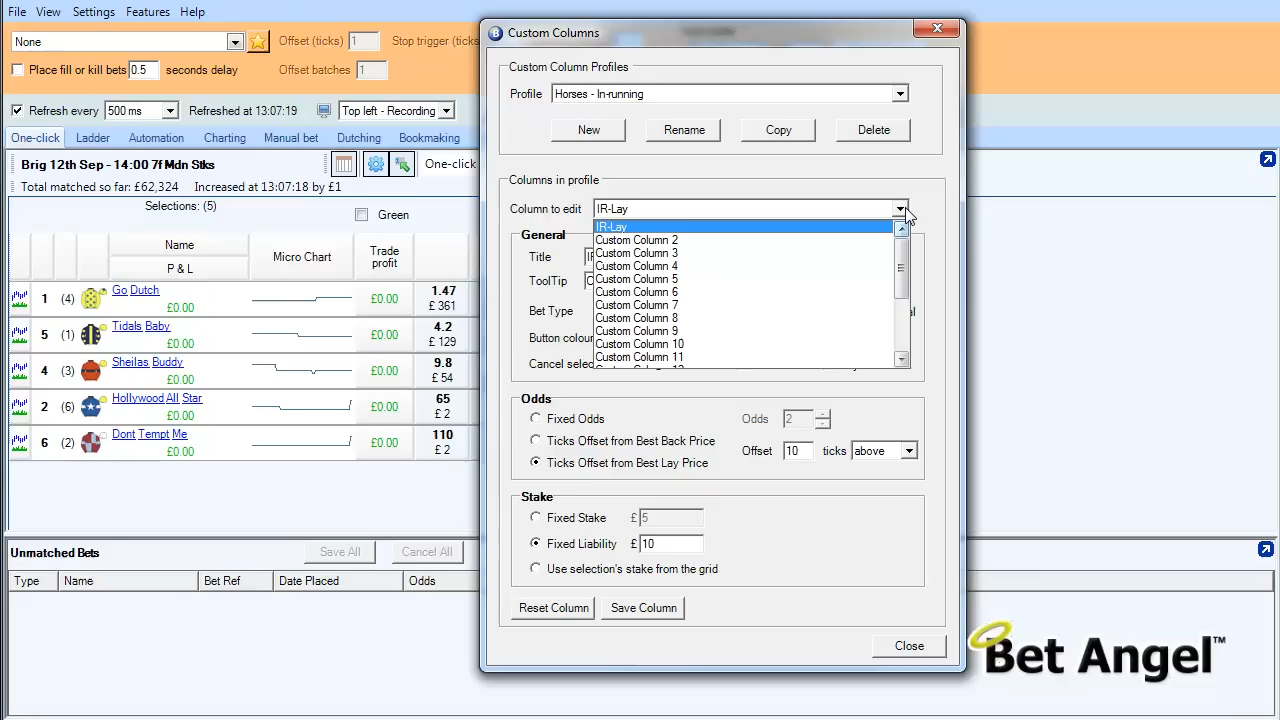 File View Settings Features Help
None Offset (ticks) 1 Stop trigger (ticks
Place fill or kill bets 0.5 seconds delay Offset batches 1
Refresh every 500 ms Refreshed at 13:07:19 Top left - Recording
One-click Ladder Automation Charting Manual bet Dutching Bookmaking
Brig 12th Sep - 14:00 7f Mdn Stks One-click
Total matched so far: £62,324 Increased at 13:07:18 by £1
Selections: (5) Green
Name Micro Chart Trade profit
P & L
1 (4) Go Dutch £0.00 £0.00 1.47 £ 361
5 (1) Tidals Baby £0.00 £0.00 4.2 £ 129
4 (3) Sheilas Buddy £0.00 £0.00 9.8 £ 54
2 (6) Hollywood All Star £0.00 £0.00 65 £ 2
6 (2) Dont Tempt Me £0.00 £0.00 110 £ 2
Unmatched Bets Save All Cancel All
Type Name Bet Ref Date Placed Odds
Custom Columns
Custom Column Profiles
Profile Horses - In-running
New Rename Copy Delete
Columns in profile
Column to edit IR-Lay
IR-Lay
Custom Column 2
Custom Column 3
Custom Column 4
Custom Column 5
Custom Column 6
Custom Column 7
Custom Column 8
Custom Column 9
Custom Column 10
Custom Column 11
General
Title
ToolTip
Bet Type
Button colou
Cancel selec
Odds
Fixed Odds Odds 2
Ticks Offset from Best Back Price
Offset 10 ticks above
Ticks Offset from Best Lay Price
Stake
Fixed Stake £ 5
Fixed Liability £ 10
Use selection's stake from the grid
Reset Column Save Column
Close
Bet Angel™